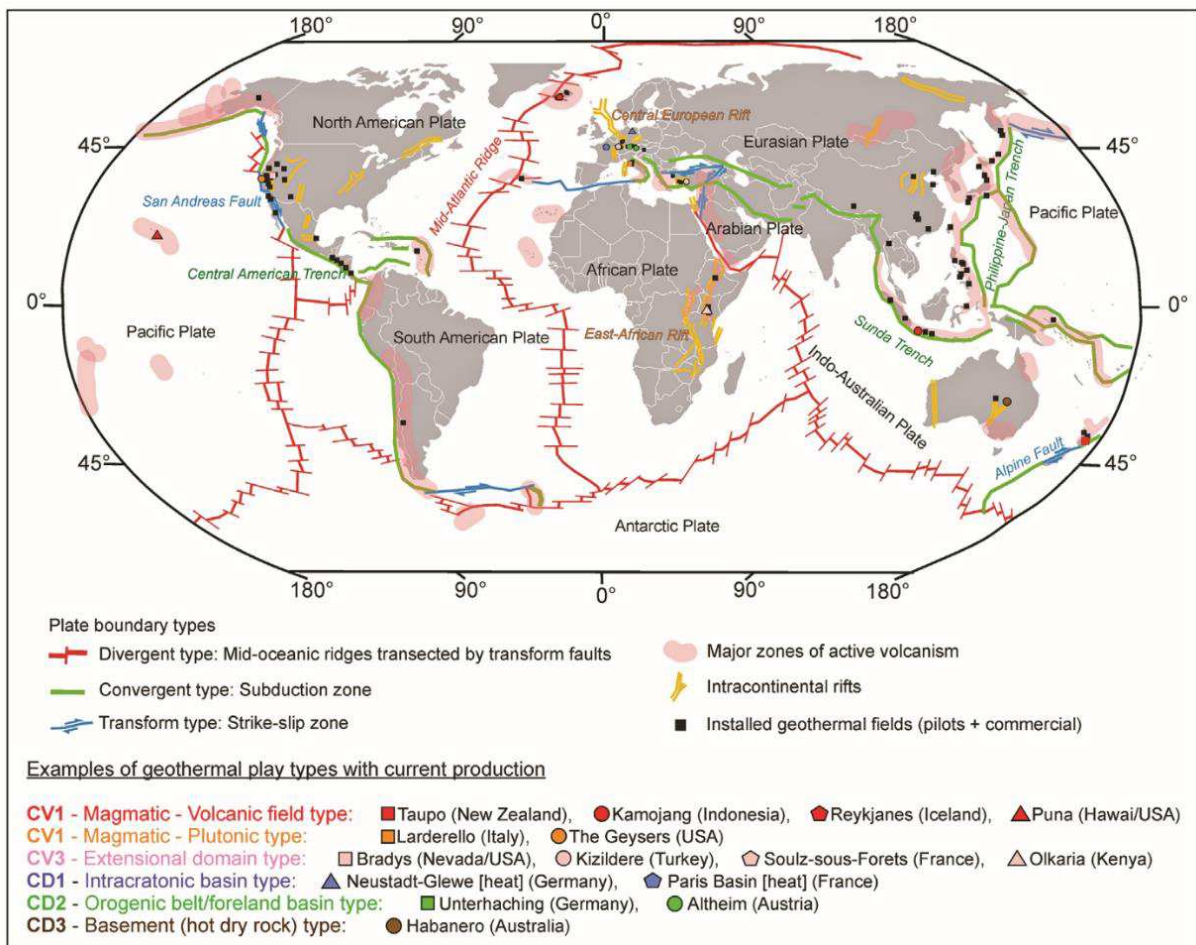 180° 90° 0° 90° 180°
North American Plate
Central European Rift
Eurasian Plate
45° 45°
Mid-Atlantic Ridge
San Andreas Fault
Philippine-Japan Trench
Pacific Plate
Arabian Plate
African Plate
Central American Trench
0° 0°
Pacific Plate
South American Plate
East-African Rift
Sunda Trench
Indo-Australian Plate
45° 45°
Alpine Fault
Antarctic Plate
180° 90° 0° 90° 180°
Plate boundary types
Divergent type: Mid-oceanic ridges transected by transform faults
Convergent type: Subduction zone
Transform type: Strike-slip zone
Major zones of active volcanism
Intracontinental rifts
Installed geothermal fields (pilots + commercial)
Examples of geothermal play types with current production
CV1 - Magmatic - Volcanic field type: Taupo (New Zealand), Kamojang (Indonesia), Reykjanes (Iceland), Puna (Hawai/USA)
CV1 - Magmatic - Plutonic type: Larderello (Italy), The Geysers (USA)
CV3 - Extensional domain type: Bradys (Nevada/USA), Kizildere (Turkey), Soulz-sous-Forets (France), Olkaria (Kenya)
CD1 - Intracratonic basin type: Neustadt-Glewe [heat] (Germany), Paris Basin [heat] (France)
CD2 - Orogenic belt/foreland basin type: Unterhaching (Germany), Altheim (Austria)
CD3 - Basement (hot dry rock) type: Habanero (Australia)